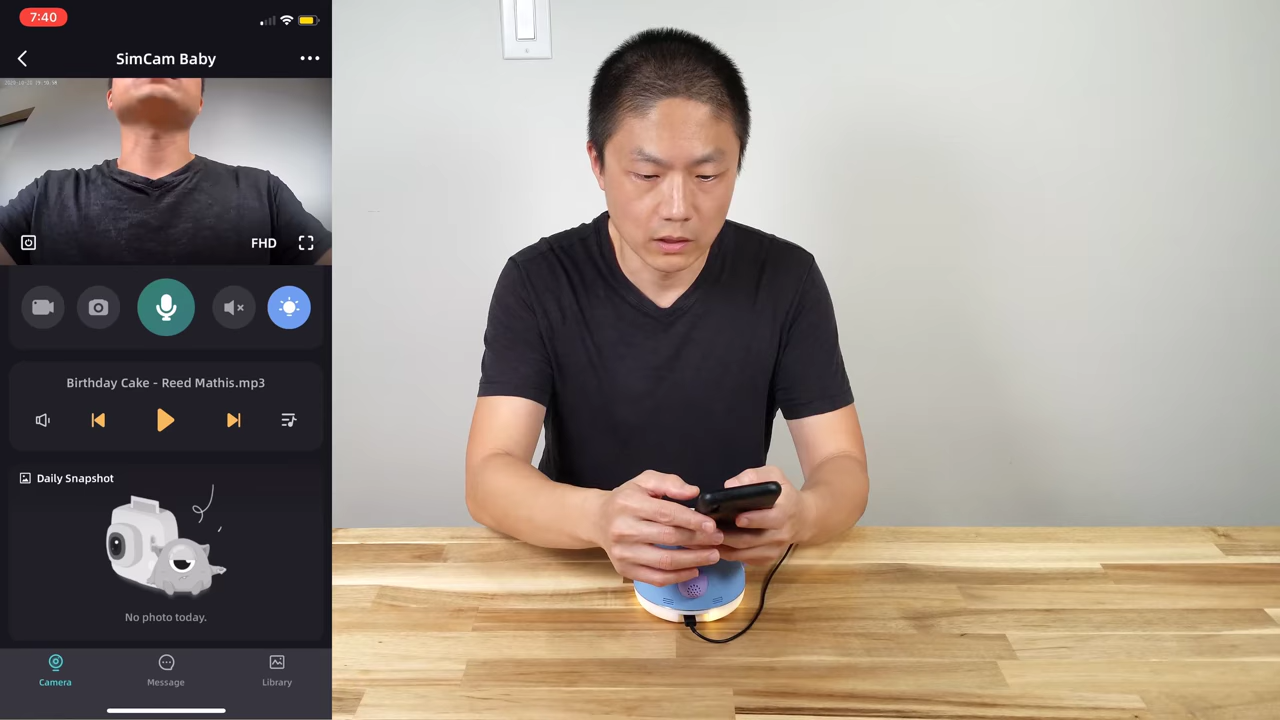 7:40
SimCam Baby
FHD
Birthday Cake - Reed Mathis.mp3
Daily Snapshot
No photo today.
Camera
Message
Library